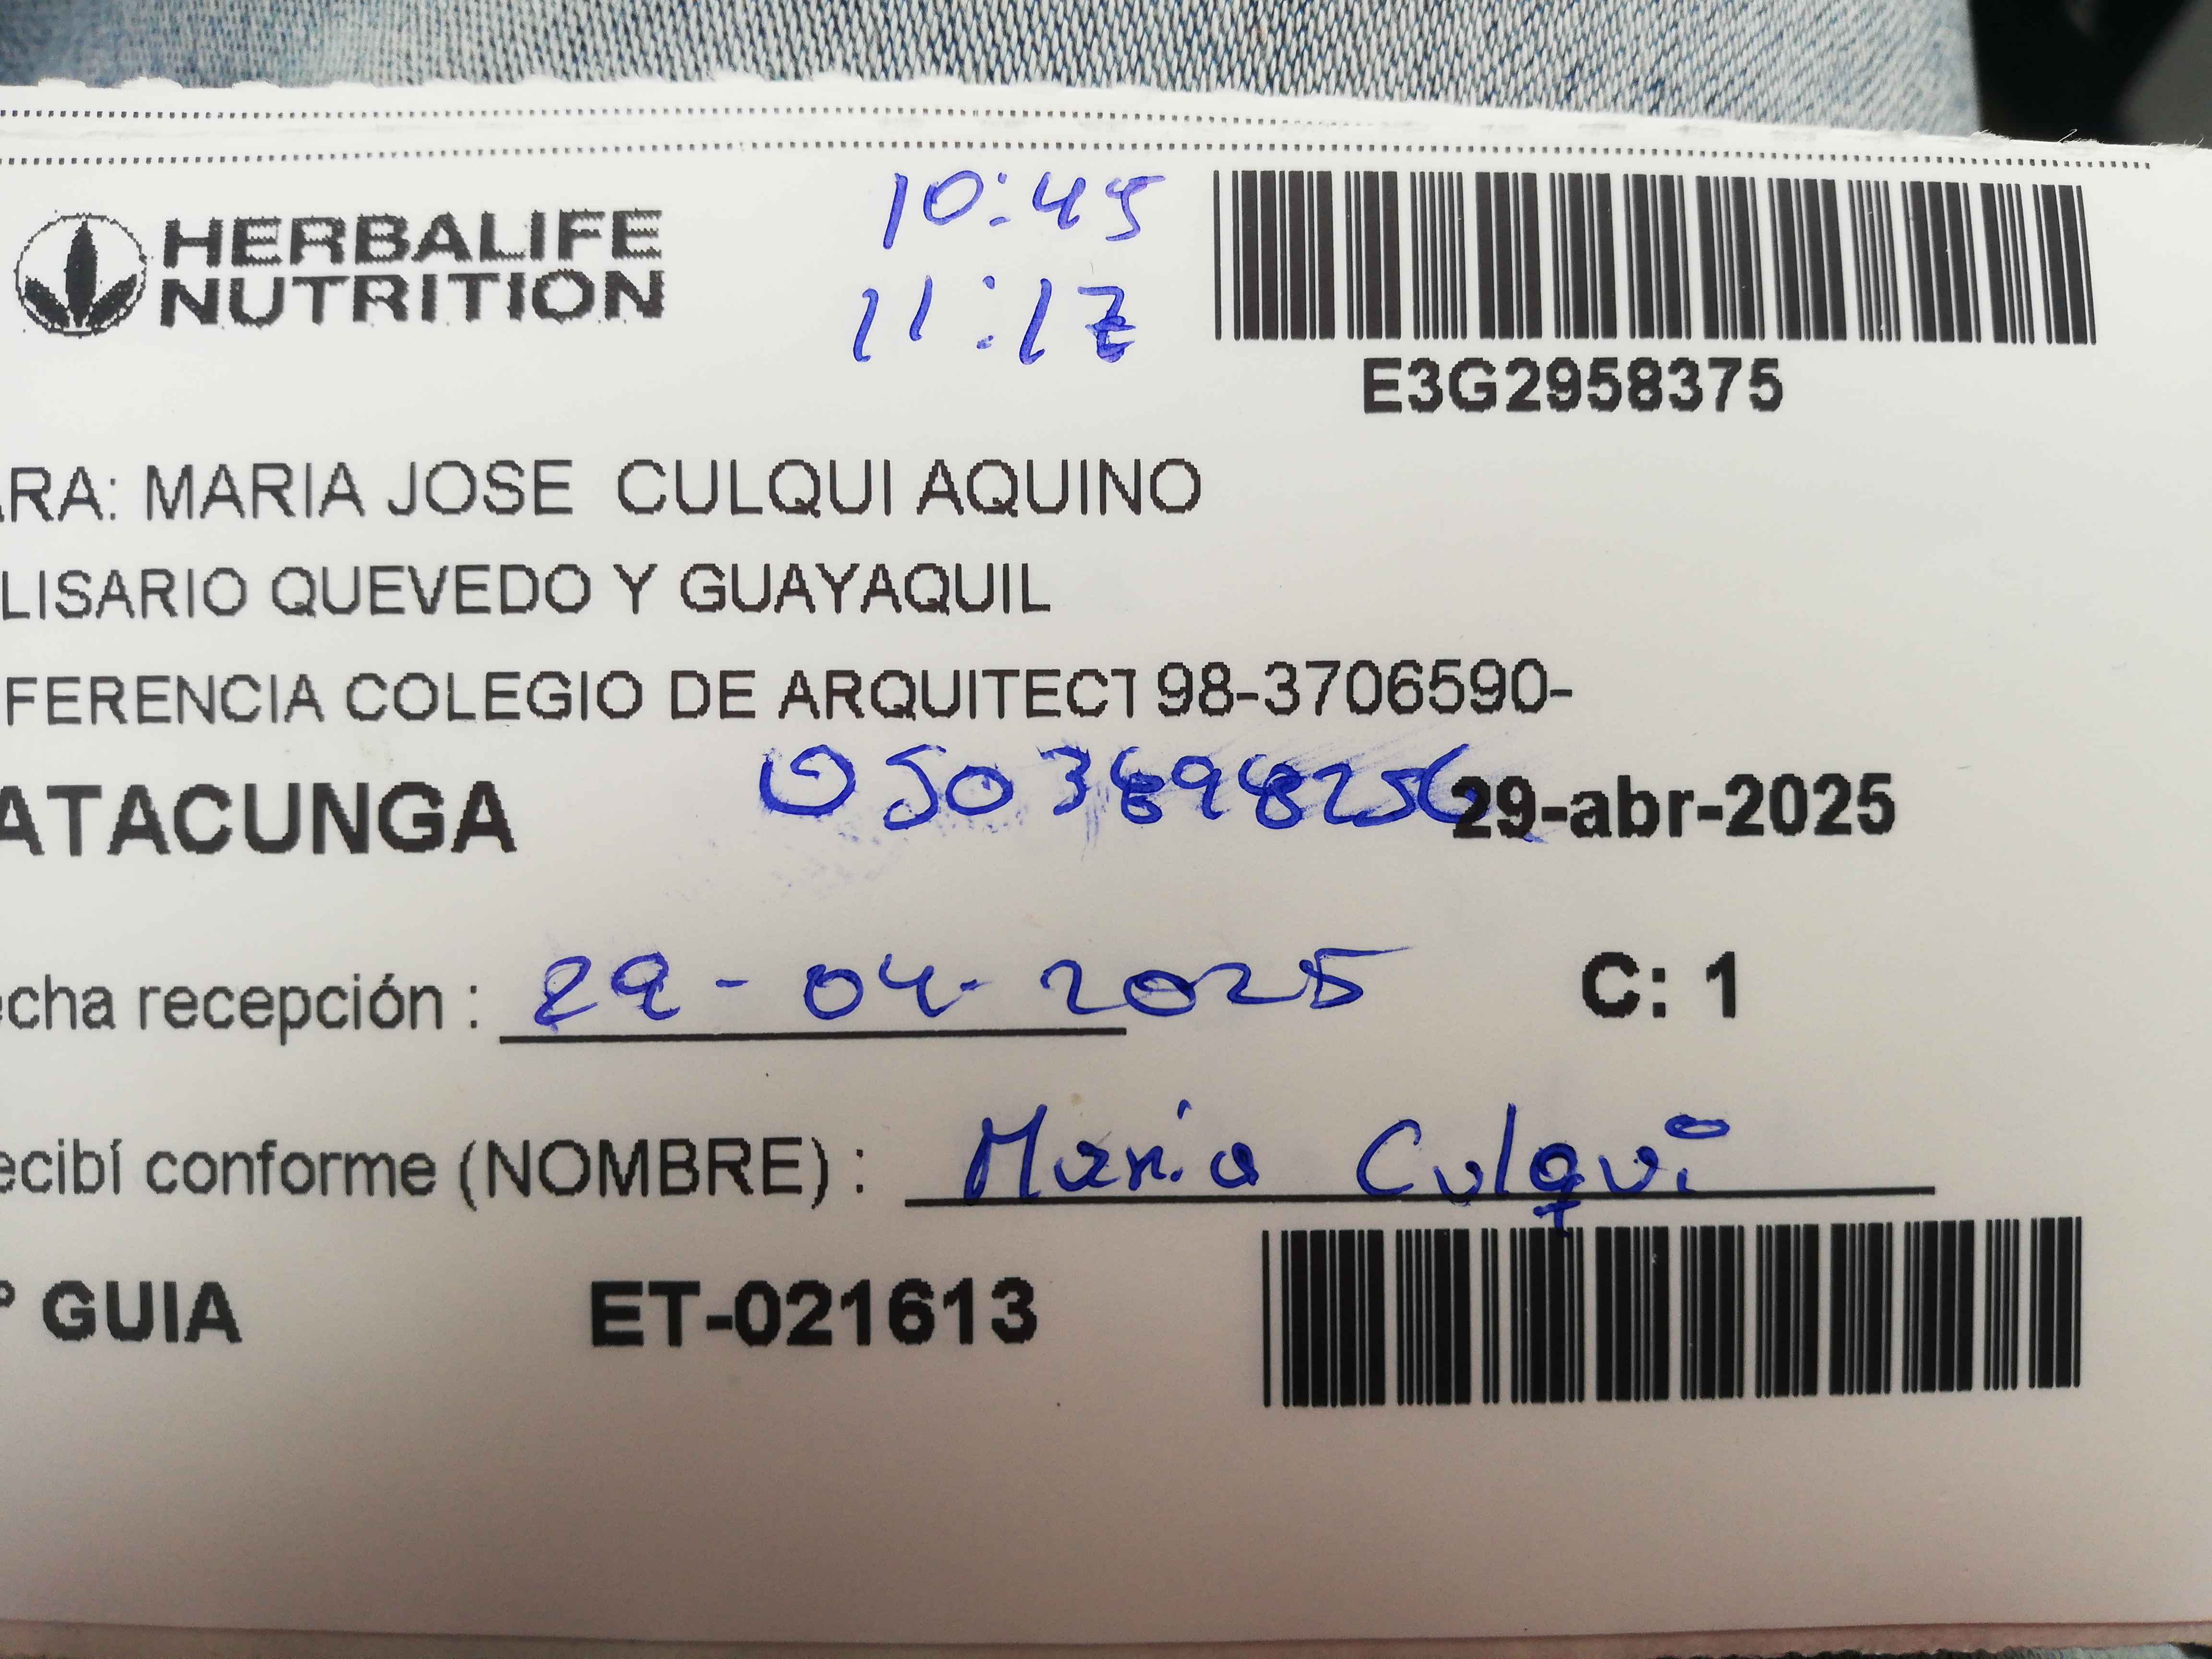 HERBALIFE
NUTRITION
10:45
11:12
E3G2958375
ARA: MARIA JOSE CULQUI AQUINO
LISARIO QUEVEDO Y GUAYAQUIL
FERENCIA COLEGIO DE ARQUITECT 98-3706590-
ATACUNGA
29-abr-2025
echa recepción : 29-04-2025
C: 1
ecibí conforme (NOMBRE) : Maria Culqui
° GUIA ET-021613